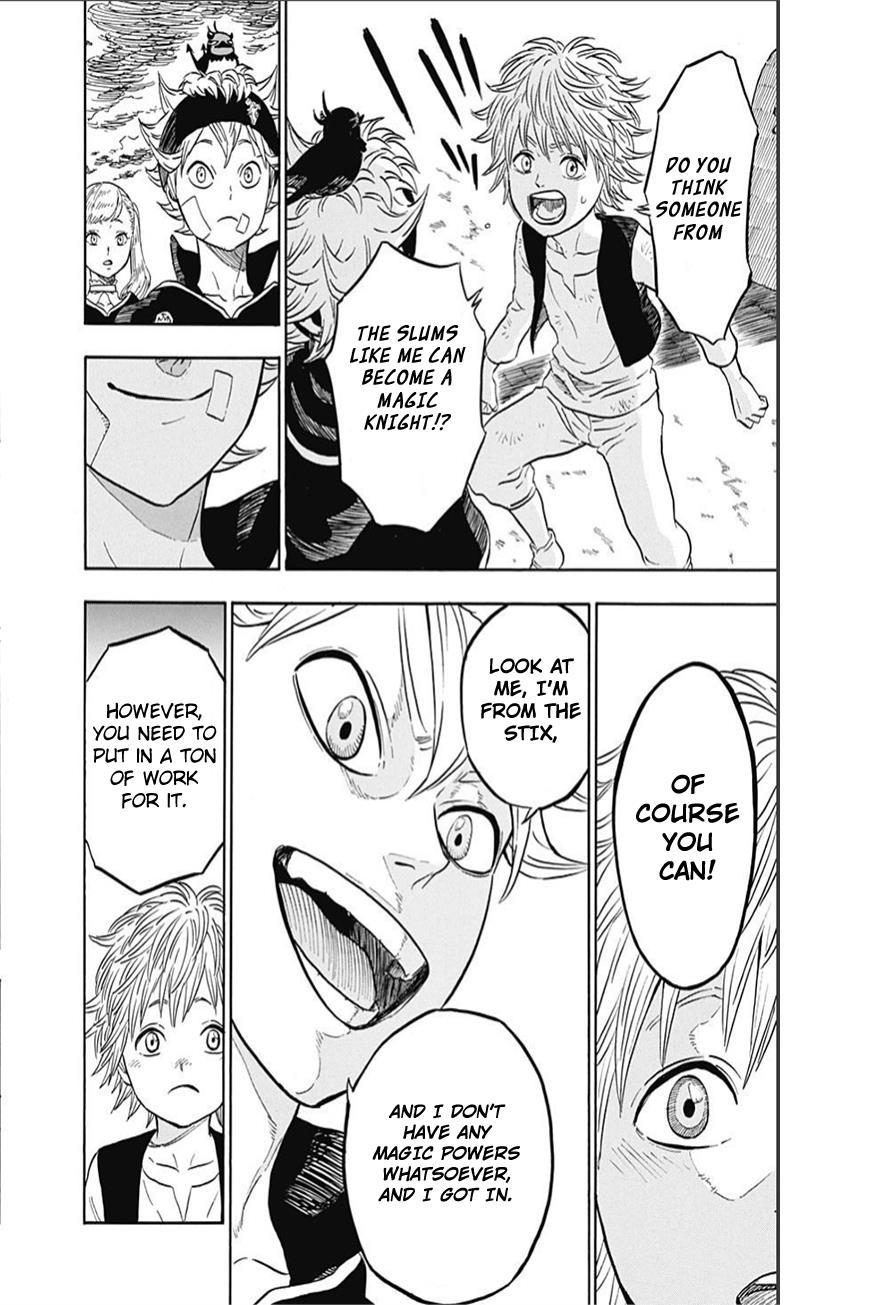 DO YOU
THINK
SOMEONE
FROM
THE SLUMS
LIKE ME CAN
BECOME A
MAGIC
KNIGHT!?
OF
COURSE
YOU
CAN!
LOOK AT
ME, I'M
FROM THE
STIX,
AND I DON'T
HAVE ANY
MAGIC POWERS
WHATSOEVER,
AND I GOT IN.
HOWEVER,
YOU NEED TO
PUT IN A TON
OF WORK
FOR IT.